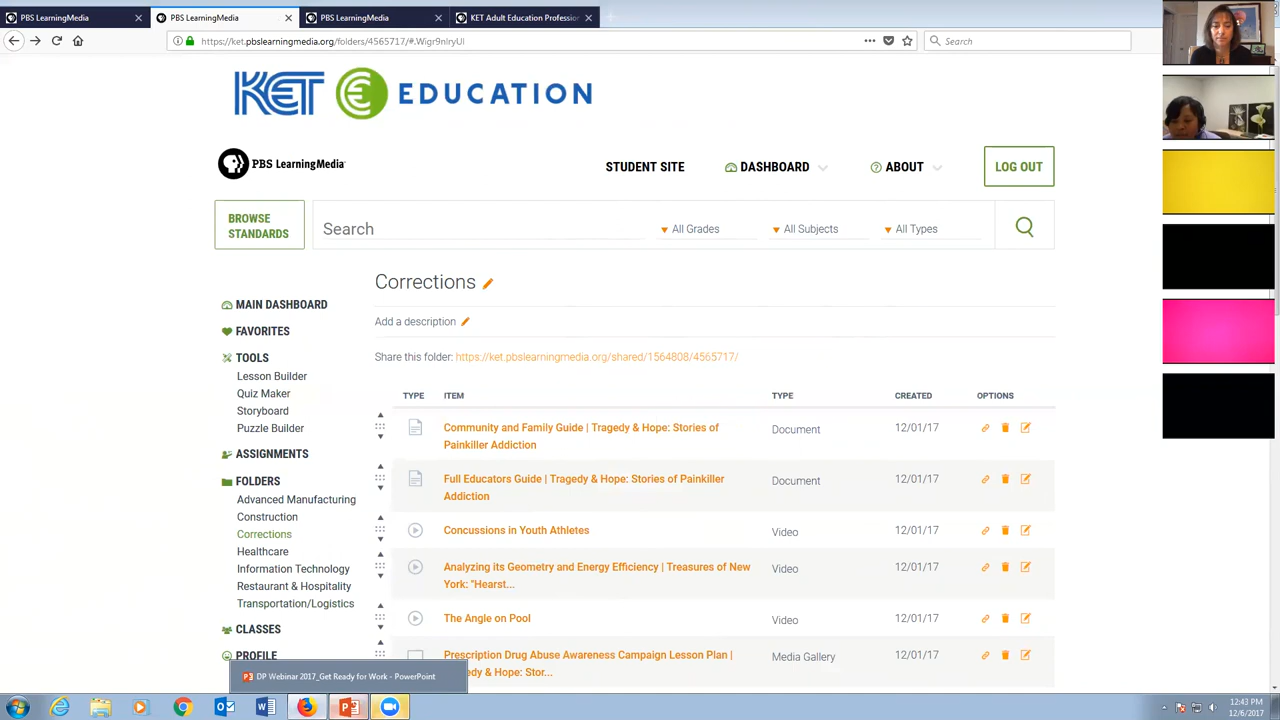 PBS LearningMedia
PBS LearningMedia
PBS LearningMedia
KET Adult Education Profession
https://ket.pbslearningmedia.org/folders/4565717/#.Wigr9nlryUl
Search
KET EDUCATION
PBS LearningMedia
STUDENT SITE
DASHBOARD
ABOUT
LOG OUT
BROWSE
STANDARDS
Search
All Grades
All Subjects
All Types
Corrections
Add a description
Share this folder: https://ket.pbslearningmedia.org/shared/1564808/4565717/
MAIN DASHBOARD
FAVORITES
TOOLS
Lesson Builder
Quiz Maker
Storyboard
Puzzle Builder
ASSIGNMENTS
FOLDERS
Advanced Manufacturing
Construction
Corrections
Healthcare
Information Technology
Restaurant & Hospitality
Transportation/Logistics
CLASSES
PROFILE
TYPE ITEM TYPE CREATED OPTIONS
Community and Family Guide | Tragedy & Hope: Stories of
Painkiller Addiction
Document 12/01/17
Full Educators Guide | Tragedy & Hope: Stories of Painkiller
Addiction
Document 12/01/17
Concussions in Youth Athletes
Video 12/01/17
Analyzing its Geometry and Energy Efficiency | Treasures of New
York: "Hearst...
Video 12/01/17
The Angle on Pool
Video 12/01/17
Prescription Drug Abuse Awareness Campaign Lesson Plan |
edy & Hope: Stor...
Media Gallery 12/01/17
DP Webinar 2017_Get Ready for Work - PowerPoint
12:43 PM
12/6/2017